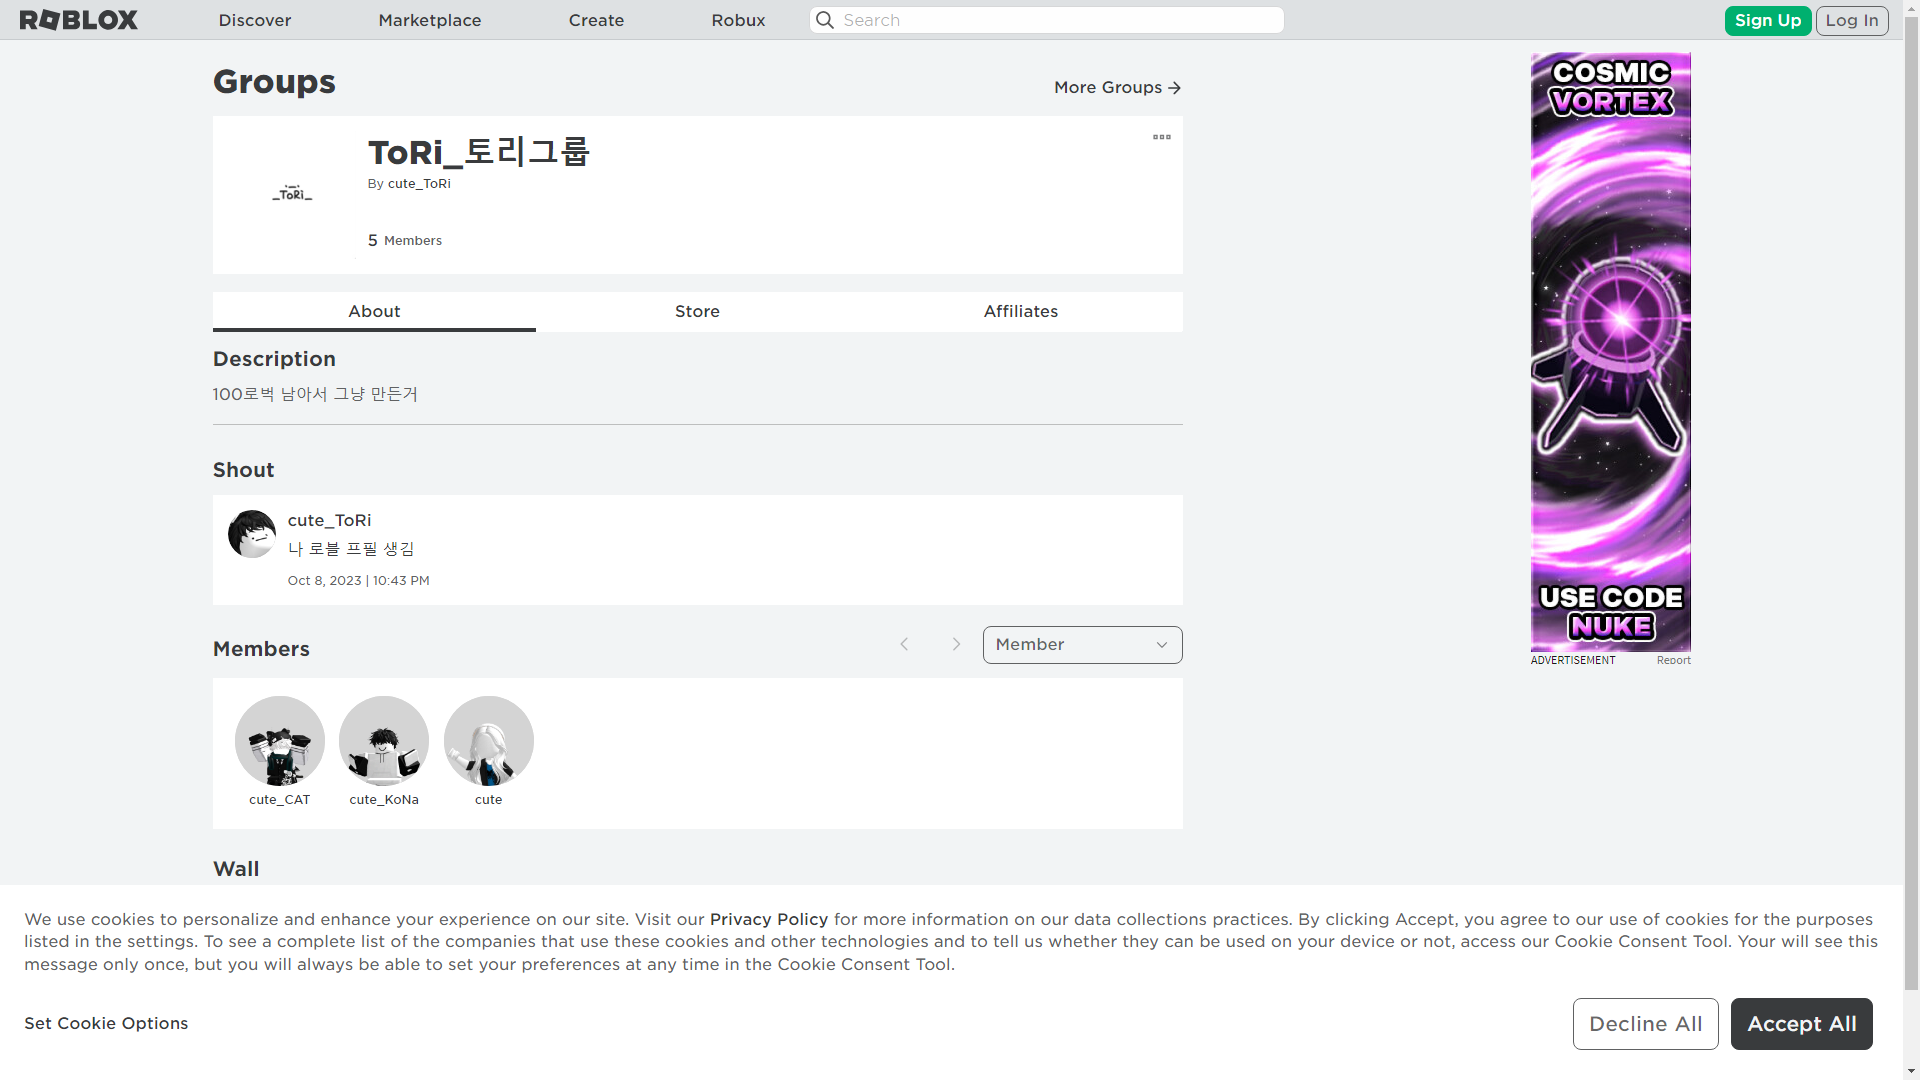 ROBLOX
Discover
Marketplace
Create
Robux
Search
Sign Up
Log In
Groups
More Groups
_ToRi_
ToRi_토리그룹
By cute_ToRi
5 Members
About
Store
Affiliates
Description
100로벅 남아서 그냥 만든거
Shout
cute_ToRi
나 로블 프필 생김
Oct 8, 2023 | 10:43 PM
Members
Member
cute_CAT
cute_KoNa
cute
Wall
COSMIC
VORTEX
USE CODE
NUKE
ADVERTISEMENT
Report
We use cookies to personalize and enhance your experience on our site. Visit our Privacy Policy for more information on our data collections practices. By clicking Accept, you agree to our use of cookies for the purposes
listed in the settings. To see a complete list of the companies that use these cookies and other technologies and to tell us whether they can be used on your device or not, access our Cookie Consent Tool. Your will see this
message only once, but you will always be able to set your preferences at any time in the Cookie Consent Tool.
Set Cookie Options
Decline All
Accept All